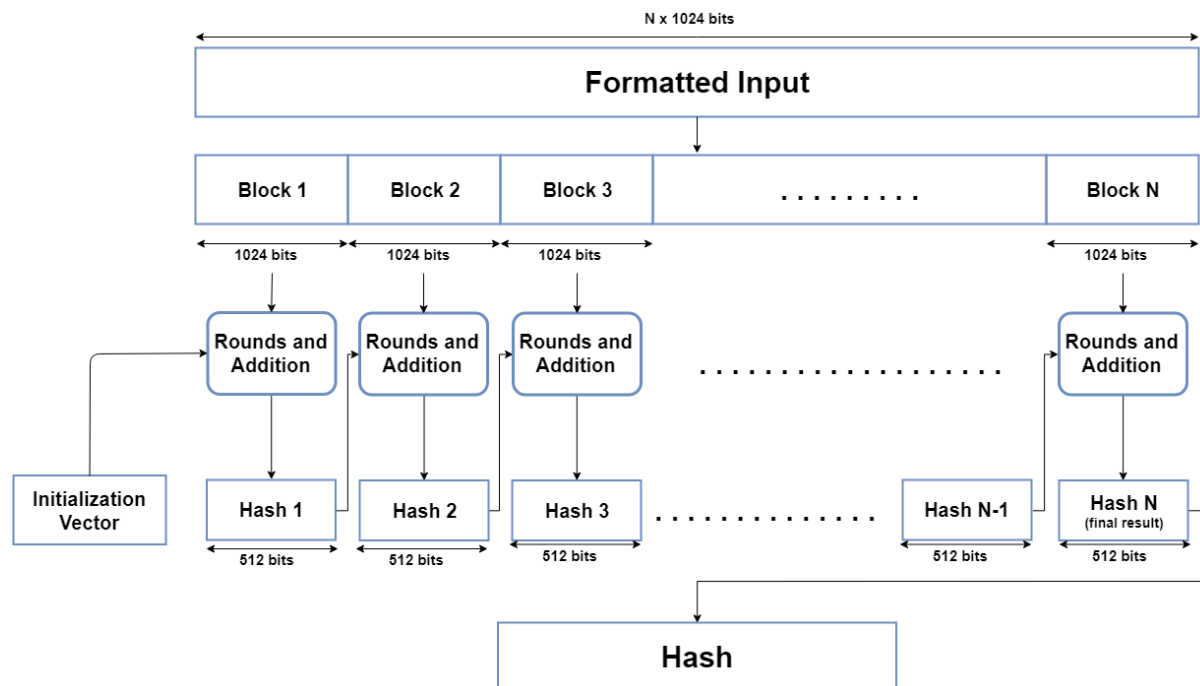 N x 1024 bits
Formatted Input
Block 1
Block 2
Block 3
. . . . . . . . .
Block N
1024 bits
1024 bits
1024 bits
1024 bits
Rounds and
Addition
Rounds and
Addition
Rounds and
Addition
. . . . . . . . . . . . . . . . . . .
Rounds and
Addition
Initialization
Vector
Hash 1
Hash 2
Hash 3
. . . . . . . . . . . . . .
Hash N-1
Hash N
(final result)
512 bits
512 bits
512 bits
512 bits
512 bits
Hash